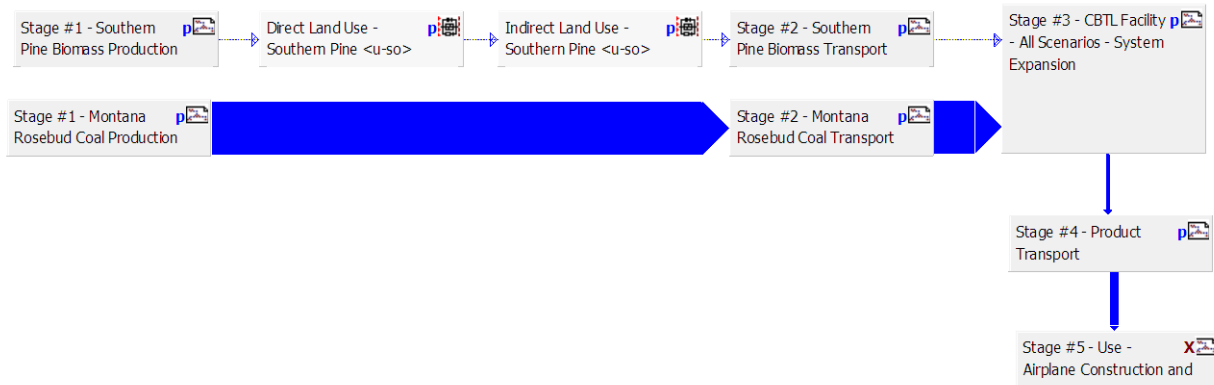 Stage #1 - Southern p
Pine Biomass Production
Direct Land Use - p
Southern Pine <u-so>
Indirect Land Use - p
Southern Pine <u-so>
Stage #2 - Southern p
Pine Biomass Transport
Stage #3 - CBTL Facility p
- All Scenarios - System
Expansion
Stage #1 - Montana p
Rosebud Coal Production
Stage #2 - Montana p
Rosebud Coal Transport
Stage #4 - Product p
Transport
Stage #5 - Use - X
Airplane Construction and